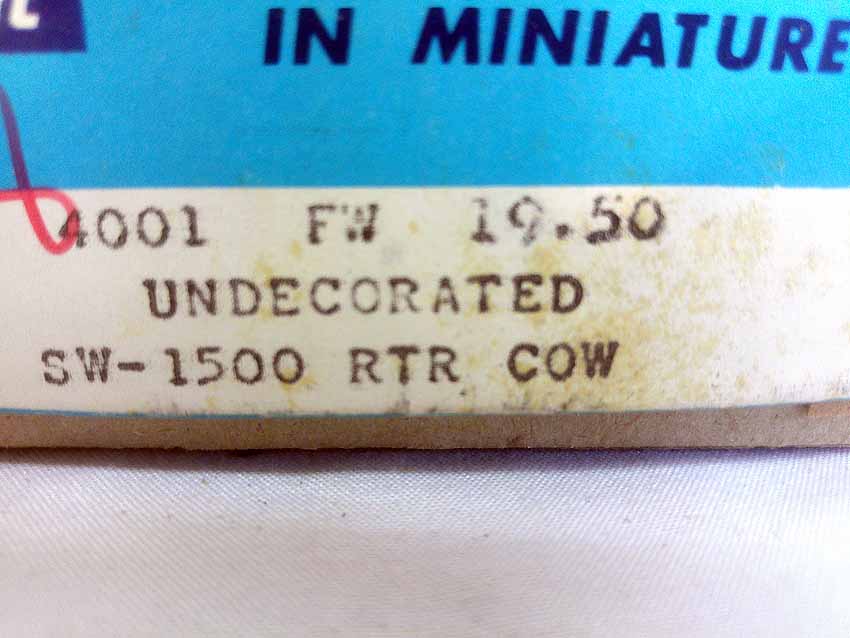 IN MINIATURE
4001 FW 19.50
UNDECORATED
SW-1500 RTR COW